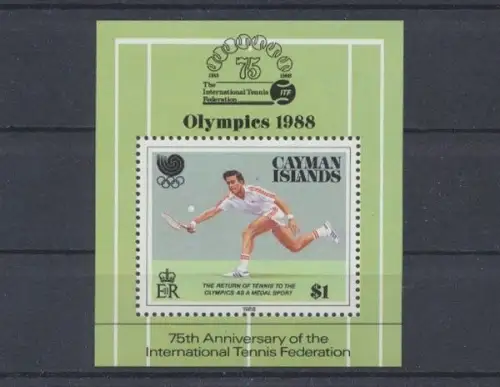 75
1913 1988
The
International Tennis
Federation
ITF
Olympics 1988
CAYMAN
ISLANDS
THE RETURN OF TENNIS TO THE
OLYMPICS AS A MEDAL SPORT
EⅡR
$1
1988
75th Anniversary of the
International Tennis Federation